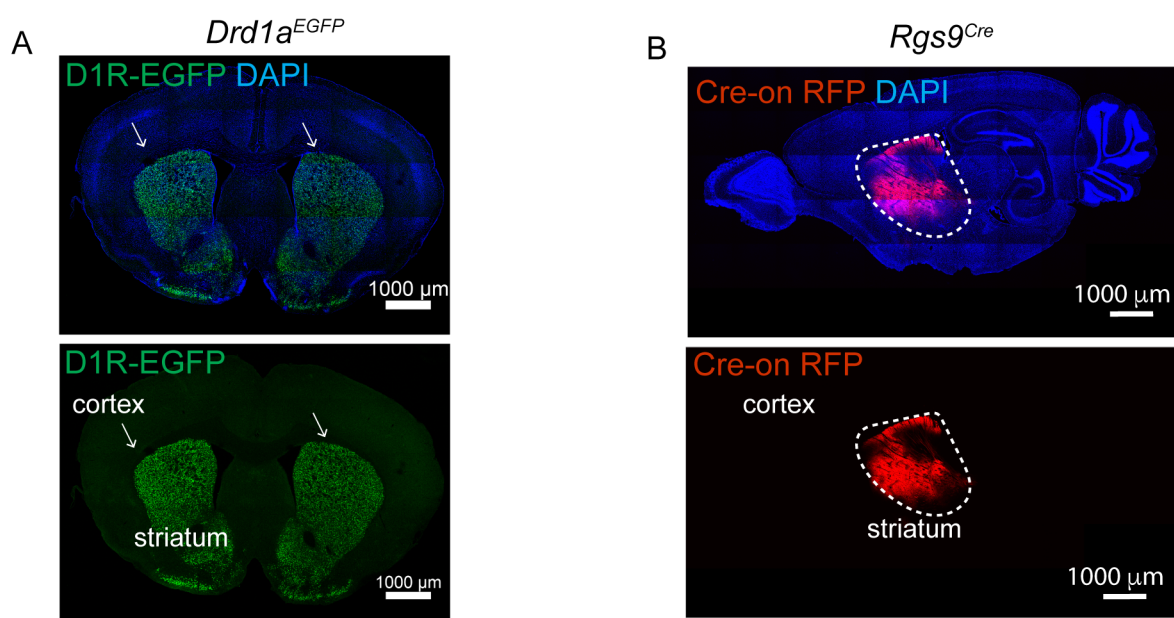 A
Drd1a^EGFP
D1R-EGFP DAPI
1000 µm
D1R-EGFP
cortex
striatum
1000 µm
B
Rgs9^Cre
Cre-on RFP DAPI
1000 µm
Cre-on RFP
cortex
striatum
1000 µm